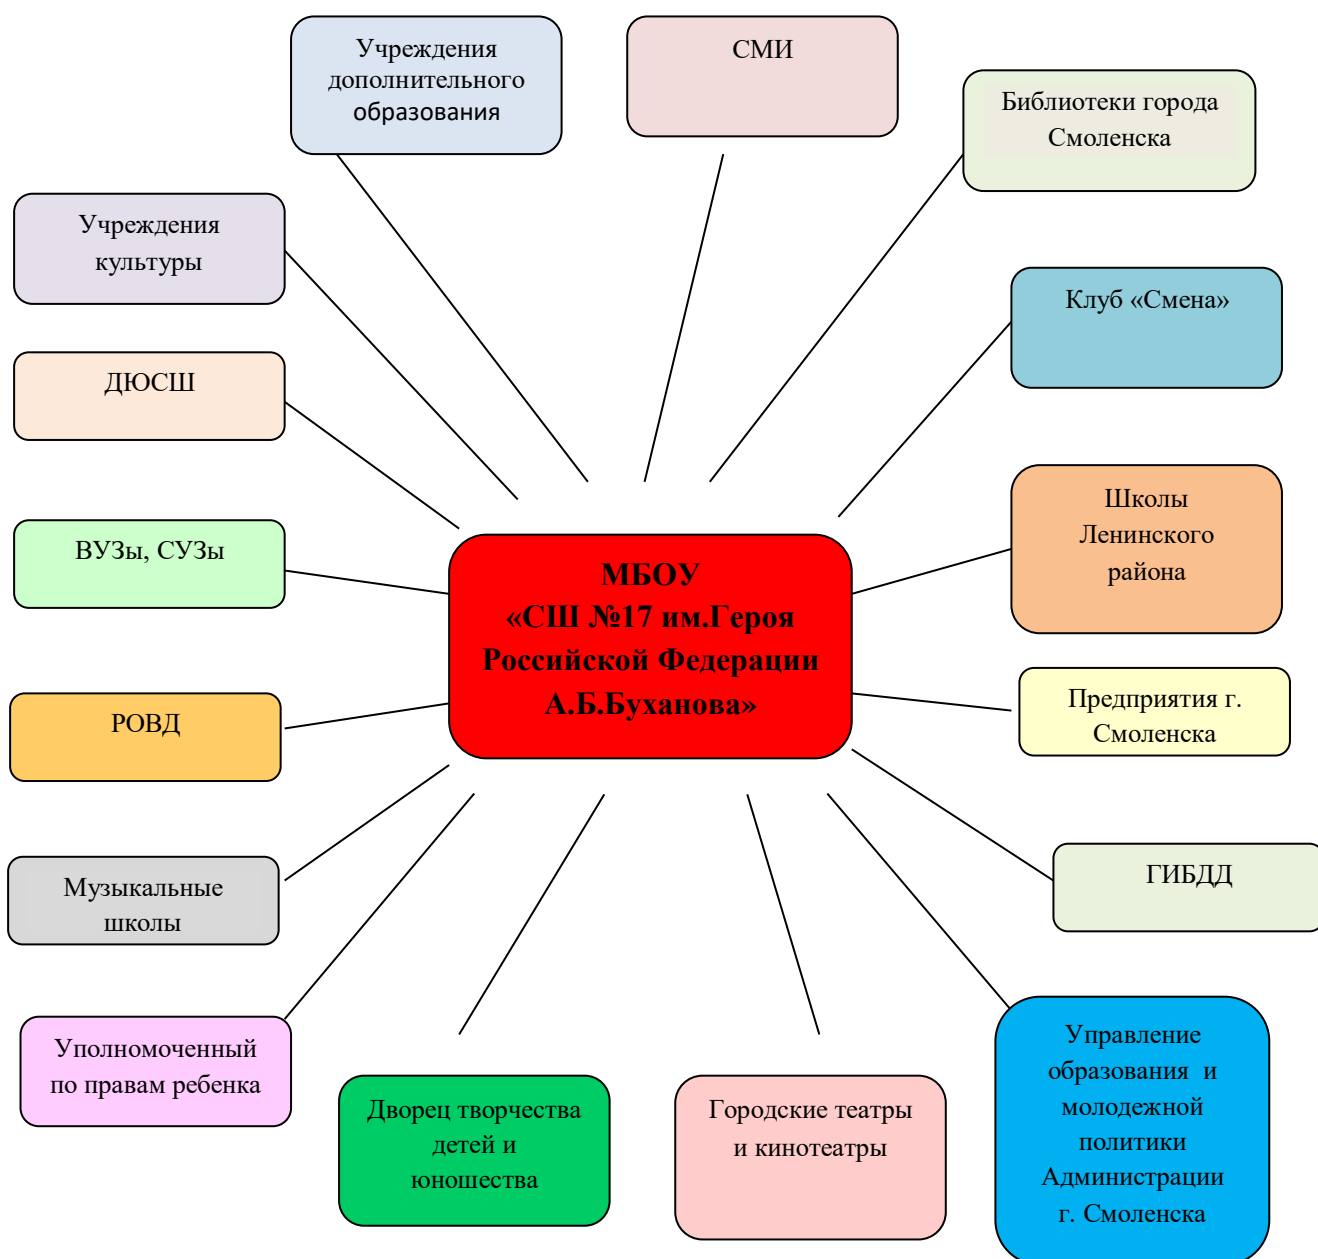 Учреждения
дополнительного
образования
СМИ
Библиотеки города
Смоленска
Учреждения
культуры
Клуб «Смена»
ДЮСШ
Школы
Ленинского
района
ВУЗы, СУЗы
МБОУ
«СШ №17 им.Героя
Российской Федерации
А.Б.Буханова»
РОВД
Предприятия г.
Смоленска
Музыкальные
школы
ГИБДД
Уполномоченный
по правам ребенка
Дворец творчества
детей и
юношества
Городские театры
и кинотеатры
Управление
образования  и
молодежной
политики
Администрации
г. Смоленска